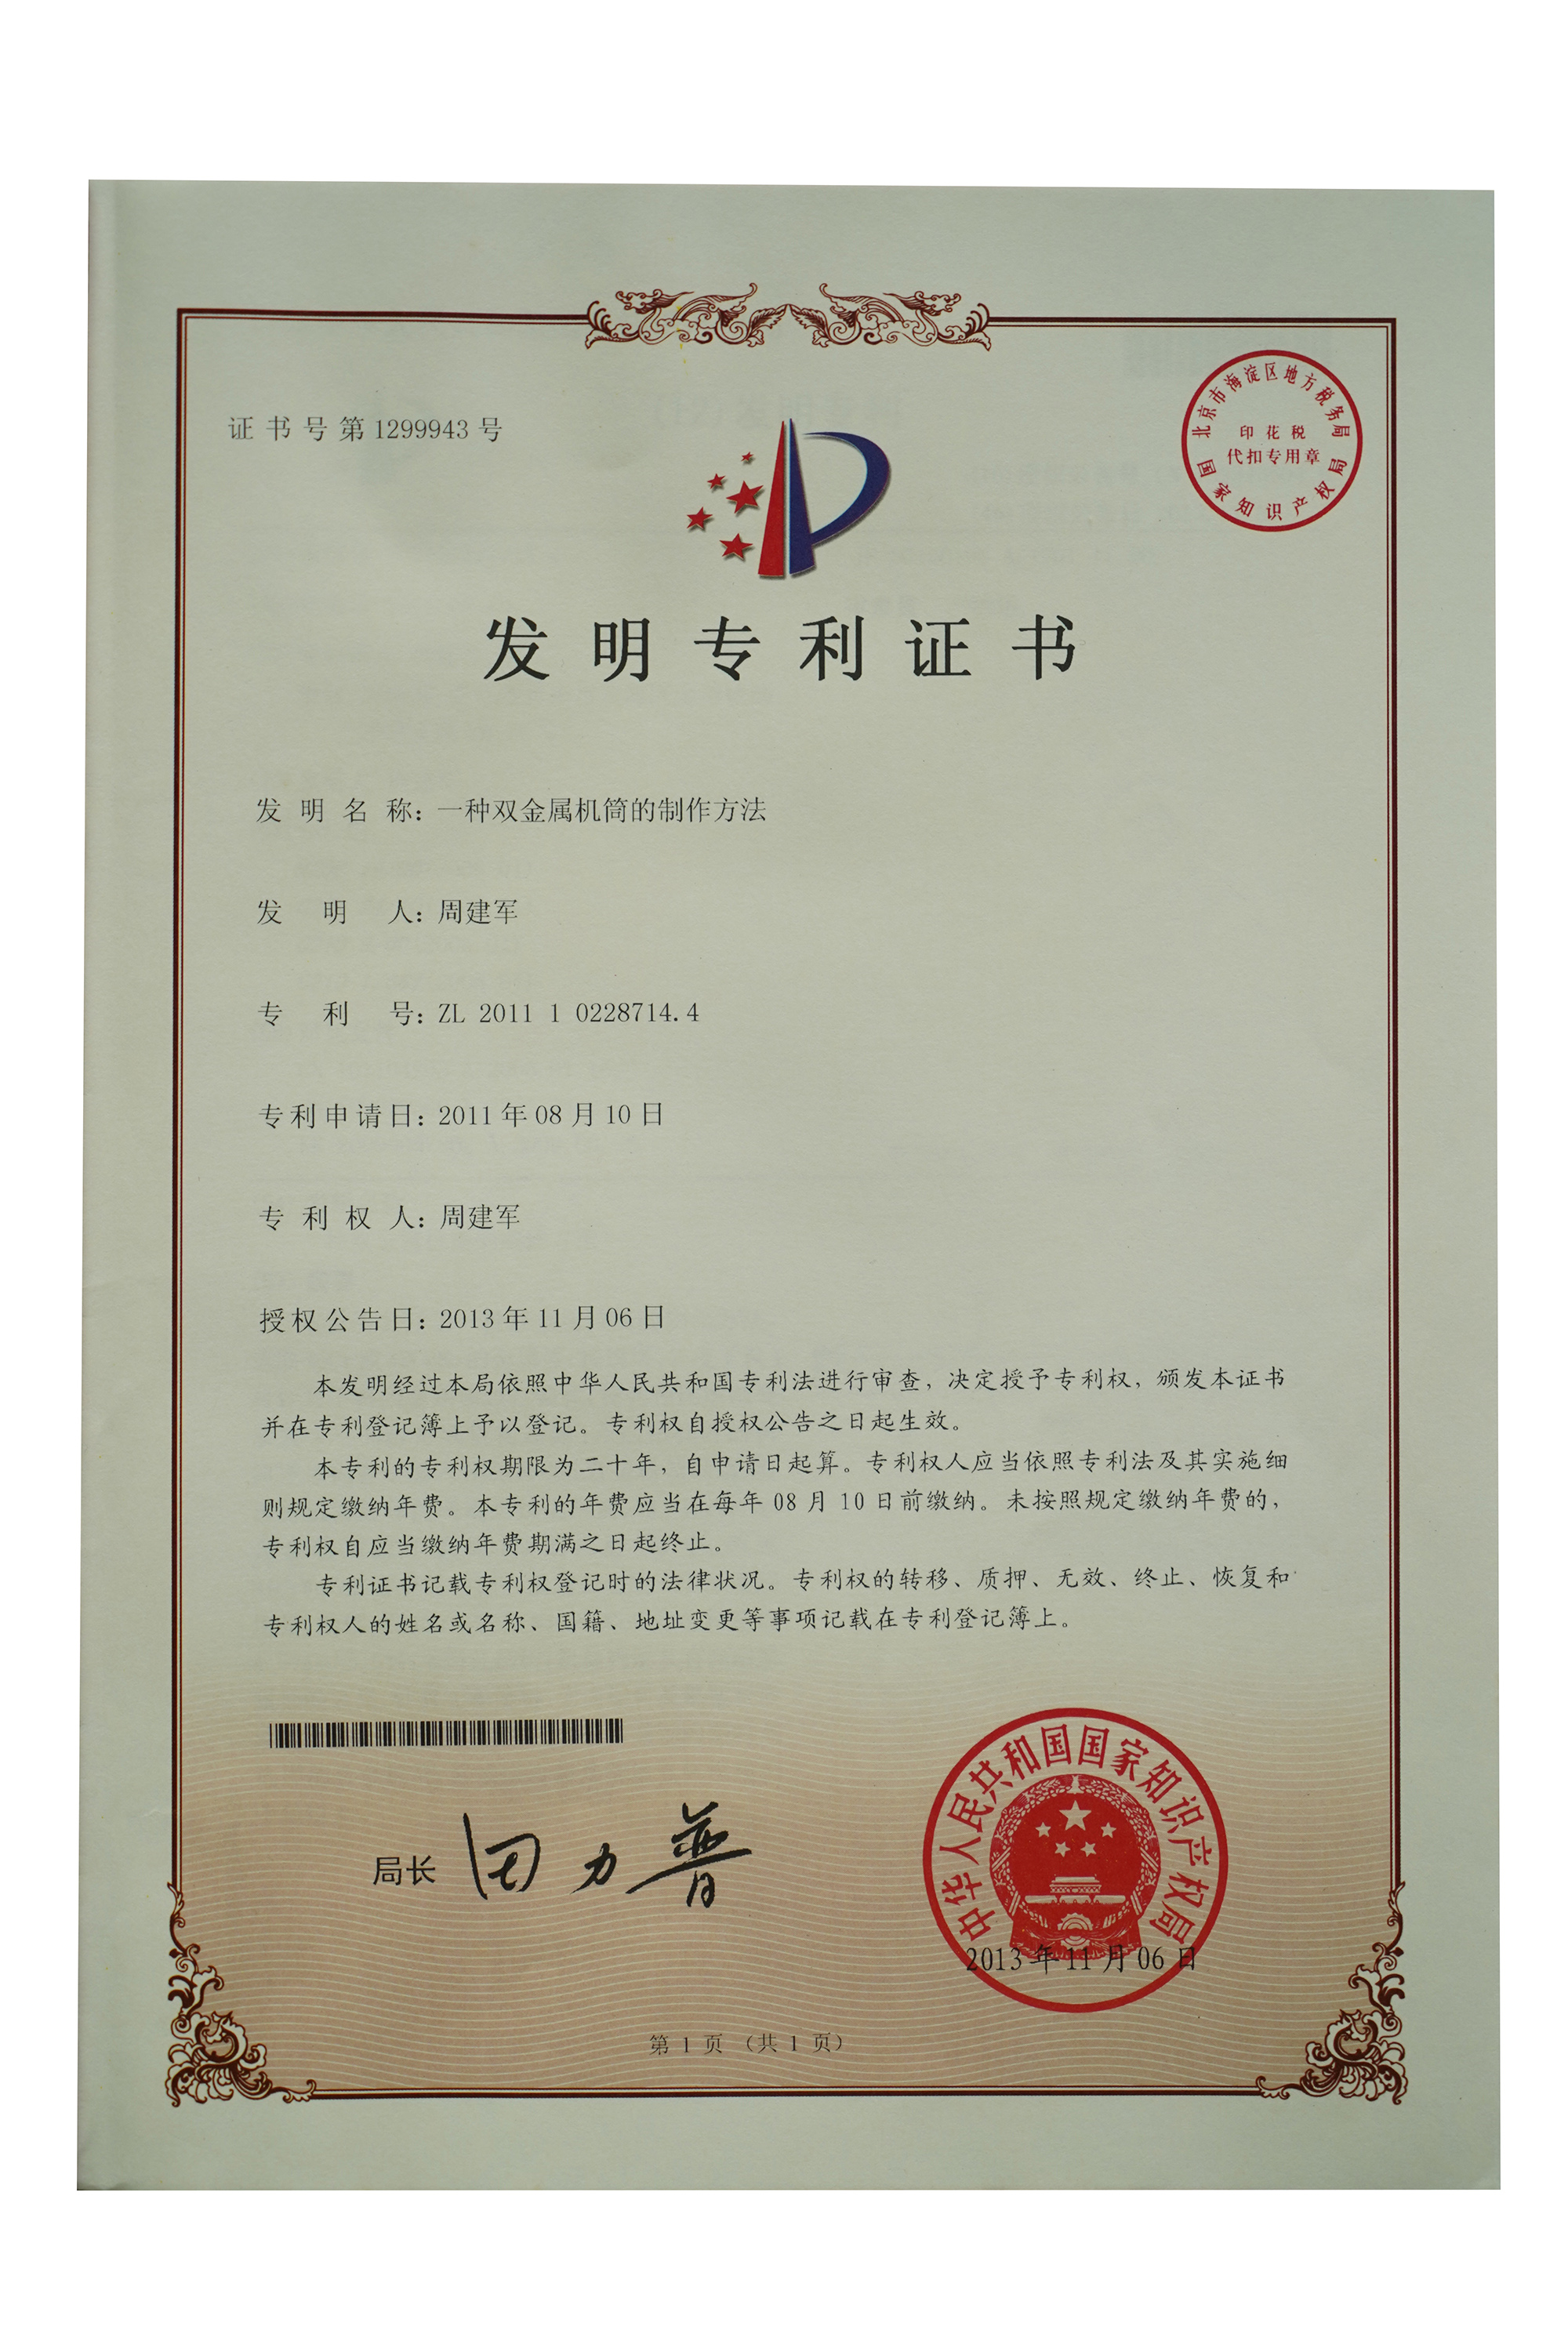 证书号第1299943号
北京市海淀区地方税务局
印花税
代扣专用章
国家知识产权局
发明专利证书
发明名称：一种双金属机筒的制作方法
发明人：周建军
专利号：ZL 2011 1 0228714.4
专利申请日：2011年08月10日
专利权人：周建军
授权公告日：2013年11月06日
本发明经过本局依照中华人民共和国专利法进行审查，决定授予专利权，颁发本证书
并在专利登记簿上予以登记。专利权自授权公告之日起生效。
本专利的专利权期限为二十年，自申请日起算。专利权人应当依照专利法及其实施细
则规定缴纳年费。本专利的年费应当在每年08月10日前缴纳。未按照规定缴纳年费的，
专利权自应当缴纳年费期满之日起终止。
专利证书记载专利权登记时的法律状况。专利权的转移、质押、无效、终止、恢复和
专利权人的姓名或名称、国籍、地址变更等事项记载在专利登记簿上。
局长 田力普
中华人民共和国国家知识产权局
2013年11月06日
第1页（共1页）